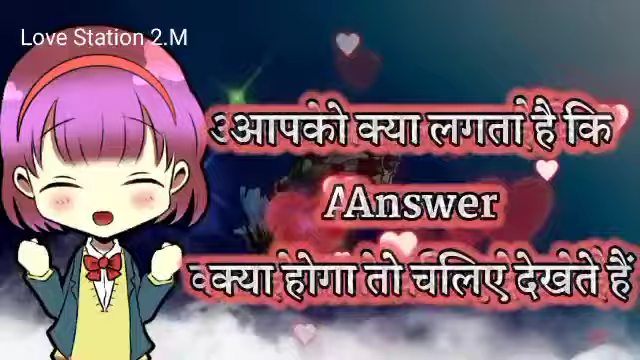 Love Station 2.M
आपको क्या लगता है कि
Answer
क्या होगा तो चलिए देखते हैं